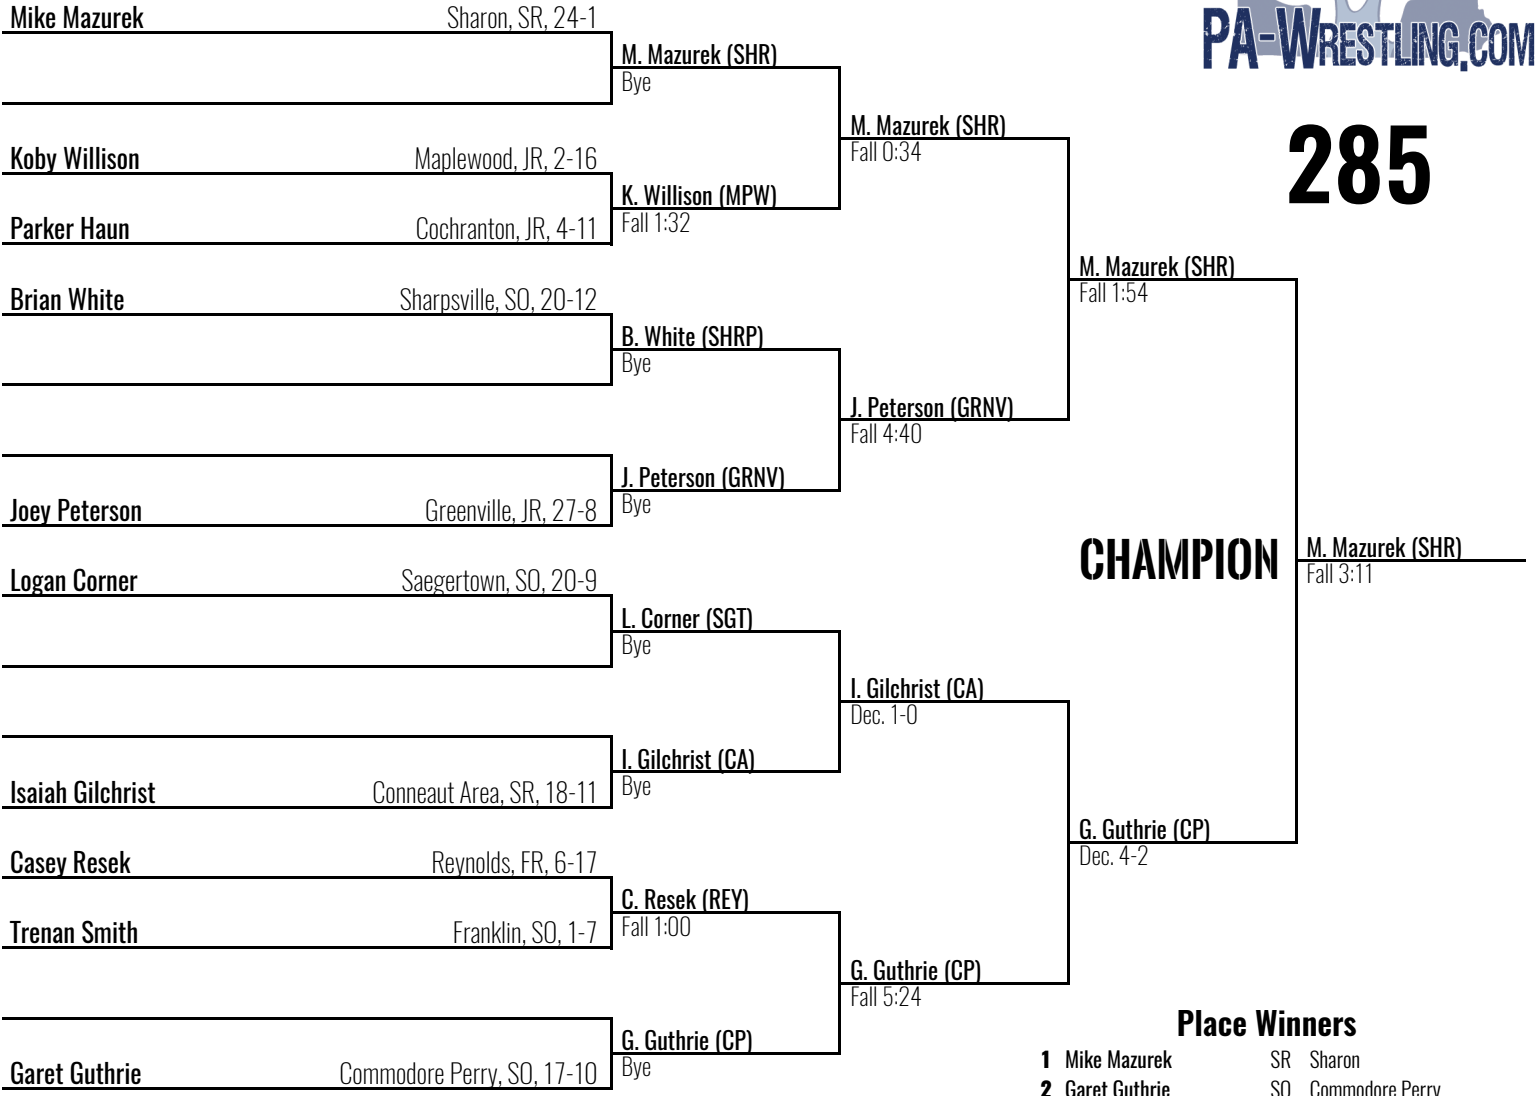 Mike Mazurek Sharon, SR, 24-1
M. Mazurek (SHR)
Bye
Koby Willison Maplewood, JR, 2-16
K. Willison (MPW)
Fall 1:32
Parker Haun Cochranton, JR, 4-11
M. Mazurek (SHR)
Fall 0:34
Brian White Sharpsville, SO, 20-12
B. White (SHRP)
Bye
J. Peterson (GRNV)
Bye
Joey Peterson Greenville, JR, 27-8
J. Peterson (GRNV)
Fall 4:40
M. Mazurek (SHR)
Fall 1:54
Logan Corner Saegertown, SO, 20-9
L. Corner (SGT)
Bye
I. Gilchrist (CA)
Bye
Isaiah Gilchrist Conneaut Area, SR, 18-11
I. Gilchrist (CA)
Dec. 1-0
Casey Resek Reynolds, FR, 6-17
C. Resek (REY)
Fall 1:00
Trenan Smith Franklin, SO, 1-7
G. Guthrie (CP)
Bye
Garet Guthrie Commodore Perry, SO, 17-10
G. Guthrie (CP)
Fall 5:24
G. Guthrie (CP)
Dec. 4-2
PA-WRESTLING.COM
285
CHAMPION
M. Mazurek (SHR)
Fall 3:11
Place Winners
1 Mike Mazurek SR Sharon
2 Garet Guthrie SO Commodore Perry